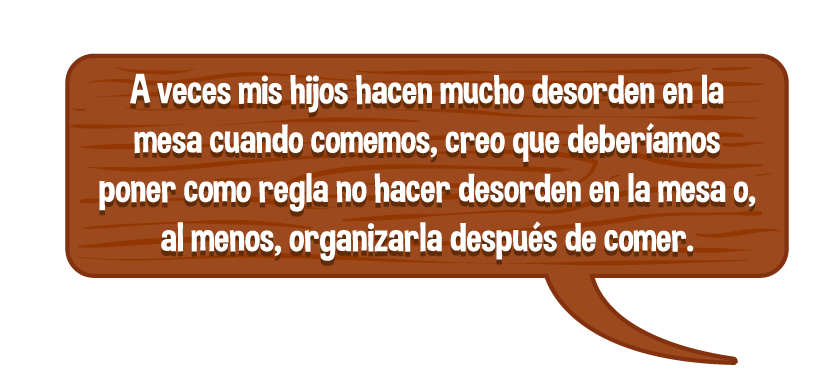 A veces mis hijos hacen mucho desorden en la
mesa cuando comemos, creo que deberíamos
poner como regla no hacer desorden en la mesa o,
al menos, organizarla después de comer.